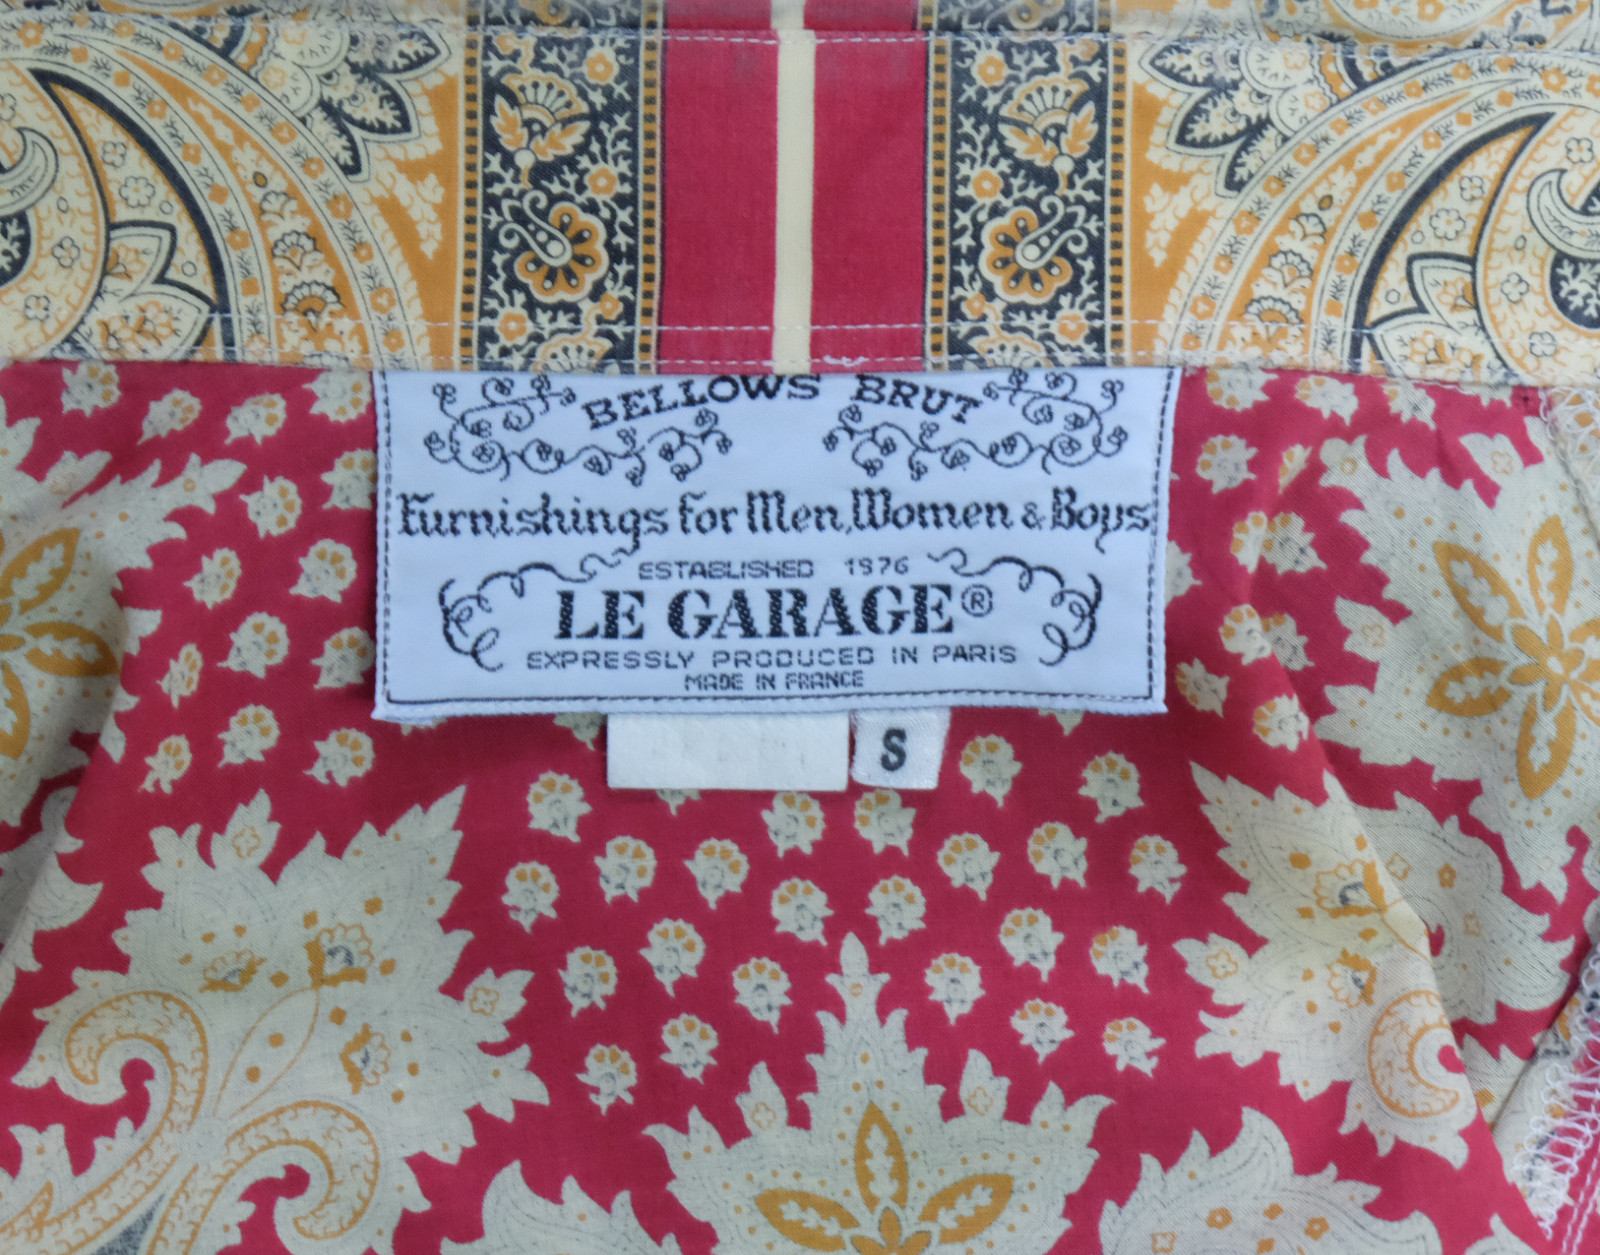 BELLOWS BRUT
Furnishings for Men, Women & Boys
ESTABLISHED 1976
LE GARAGE®
EXPRESSLY PRODUCED IN PARIS
MADE IN FRANCE
S